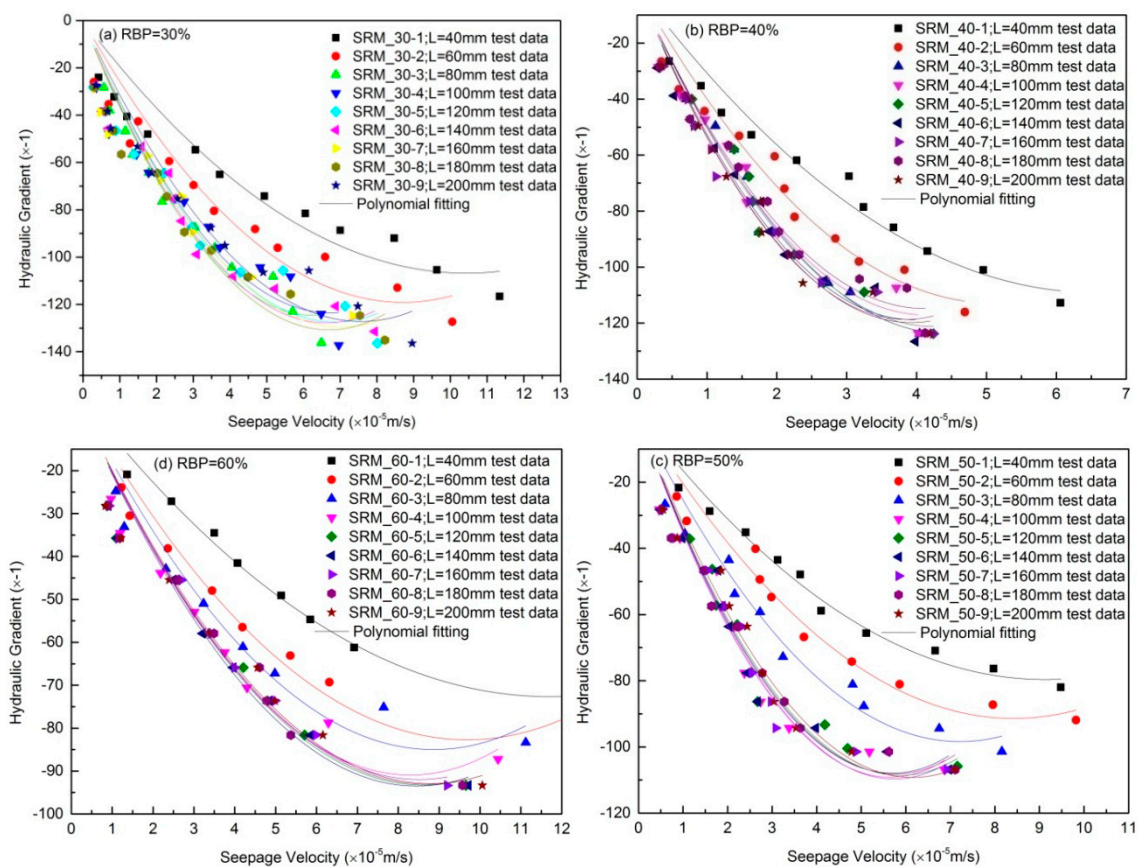 (a) RBP=30%
SRM_30-1;L=40mm test data
SRM_30-2;L=60mm test data
SRM_30-3;L=80mm test data
SRM_30-4;L=100mm test data
SRM_30-5;L=120mm test data
SRM_30-6;L=140mm test data
SRM_30-7;L=160mm test data
SRM_30-8;L=180mm test data
SRM_30-9;L=200mm test data
Polynomial fitting
Hydraulic Gradient (×-1)
0
-20
-40
-60
-80
-100
-120
-140
0 1 2 3 4 5 6 7 8 9 10 11 12 13
Seepage Velocity (×10⁻⁵m/s)
(b) RBP=40%
SRM_40-1;L=40mm test data
SRM_40-2;L=60mm test data
SRM_40-3;L=80mm test data
SRM_40-4;L=100mm test data
SRM_40-5;L=120mm test data
SRM_40-6;L=140mm test data
SRM_40-7;L=160mm test data
SRM_40-8;L=180mm test data
SRM_40-9;L=200mm test data
Polynomial fitting
Hydraulic Gradient (×-1)
-20
-40
-60
-80
-100
-120
-140
0 1 2 3 4 5 6 7
Seepage Velocity (×10⁻⁵m/s)
(d) RBP=60%
SRM_60-1;L=40mm test data
SRM_60-2;L=60mm test data
SRM_60-3;L=80mm test data
SRM_60-4;L=100mm test data
SRM_60-5;L=120mm test data
SRM_60-6;L=140mm test data
SRM_60-7;L=160mm test data
SRM_60-8;L=180mm test data
SRM_60-9;L=200mm test data
Polynomial fitting
Hydraulic Gradient (×-1)
-20
-30
-40
-50
-60
-70
-80
-90
-100
0 1 2 3 4 5 6 7 8 9 10 11 12
Seepage Velocity (×10⁻⁵m/s)
(c) RBP=50%
SRM_50-1;L=40mm test data
SRM_50-2;L=60mm test data
SRM_50-3;L=80mm test data
SRM_50-4;L=100mm test data
SRM_50-5;L=120mm test data
SRM_50-6;L=140mm test data
SRM_50-7;L=160mm test data
SRM_50-8;L=180mm test data
SRM_50-9;L=200mm test data
Polynomial fitting
Hydraulic Gradient (×-1)
-20
-40
-60
-80
-100
-120
0 1 2 3 4 5 6 7 8 9 10 11
Seepage Velocity (×10⁻⁵m/s)